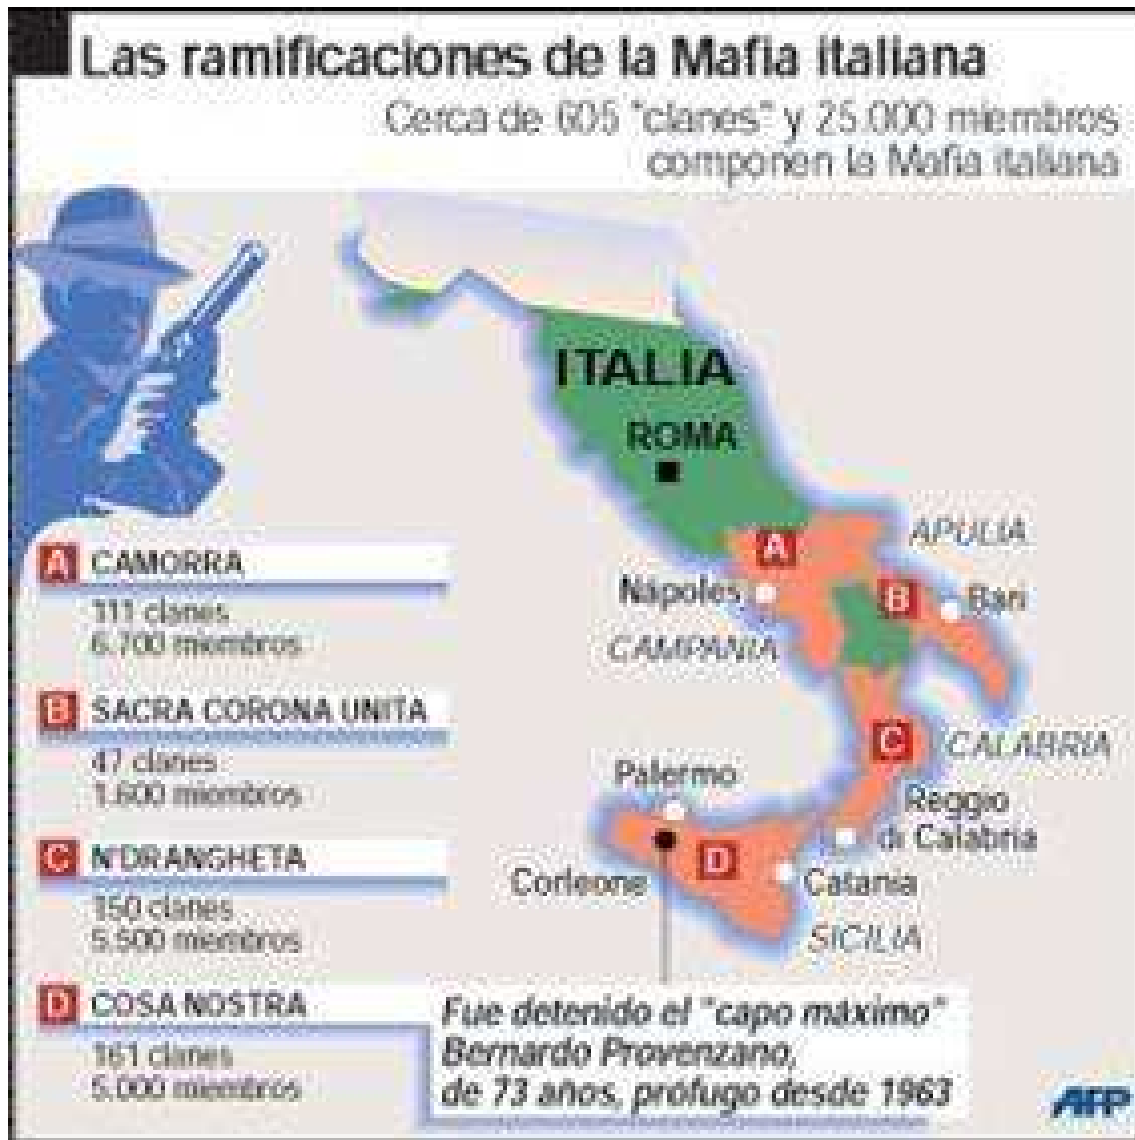 Las ramificaciones de la Mafia italiana
Cerca de 605 "clanes" y 25.000 miembros
componen la Mafia italiana
ITALIA
ROMA
APULIA
A
Nápoles
B
Bari
CAMPANIA
C
CALABRIA
Palermo
Reggio
di Calabria
D
Corleone
Catania
SICILIA
A CAMORRA
111 clanes
6.700 miembros
B SACRA CORONA UNITA
47 clanes
1.600 miembros
C N'DRANGHETA
150 clanes
5.500 miembros
D COSA NOSTRA
161 clanes
5.000 miembros
Fue detenido el "capo máximo"
Bernardo Provenzano,
de 73 años, prófugo desde 1963
AFP